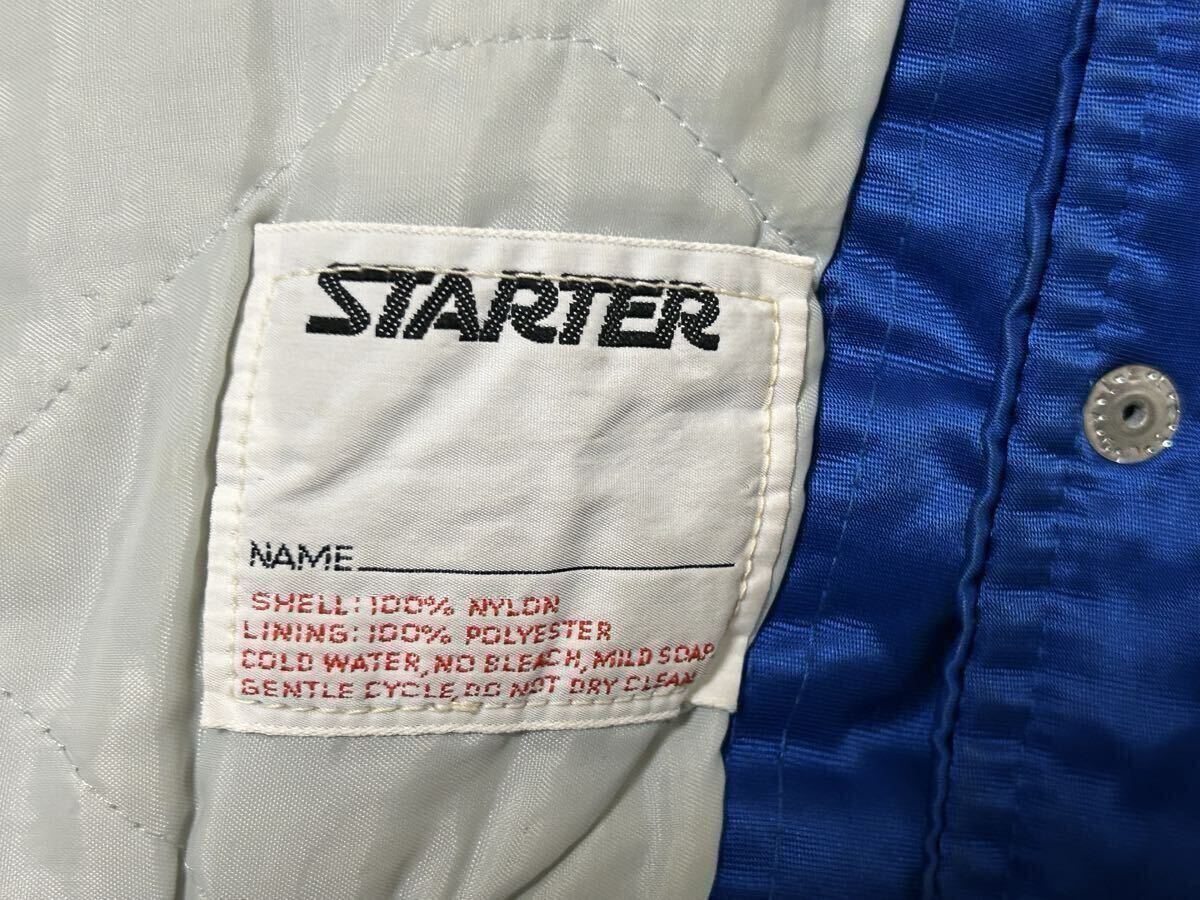 STARTER
NAME
SHELL: 100% NYLON
LINING: 100% POLYESTER
COLD WATER, NO BLEACH, MILD SOAP
GENTLE CYCLE, DO NOT DRY CLEAN